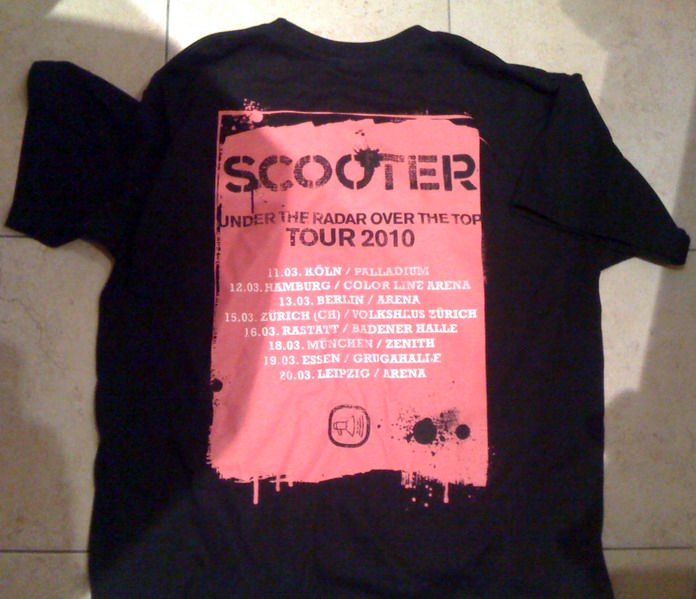 SCOOTER
UNDER THE RADAR OVER THE TOP
TOUR 2010
11.03. KÖLN / PALLADIUM
12.03. HAMBURG / COLOR LINE ARENA
13.03. BERLIN / ARENA
15.03. ZÜRICH (CH) / VOLKSHAUS ZÜRICH
16.03. RASTATT / BADENER HALLE
18.03. MÜNCHEN / ZENITH
19.03. ESSEN / GRUGAHALLE
20.03. LEIPZIG / ARENA